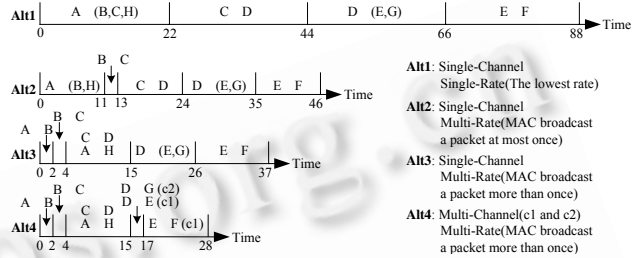 Alt1 A (B,C,H) C D D (E,G) E F Time
0 22 44 66 88
B C
Alt2 A (B,H) C D D (E,G) E F Time
0 11 13 24 35 46
B C
A B C D
Alt3 A H D (E,G) E F Time
0 2 4 15 26 37
B C D G (c2)
A B C D D E (c1)
Alt4 A H E F (c1) Time
0 2 4 16 17 28
Alt1: Single-Channel
Single-Rate(The lowest rate)
Alt2: Single-Channel
Multi-Rate(MAC broadcast
a packet at most once)
Alt3: Single-Channel
Multi-Rate(MAC broadcast
a packet more than once)
Alt4: Multi-Channel(c1 and c2)
Multi-Rate(MAC broadcast
a packet more than once)